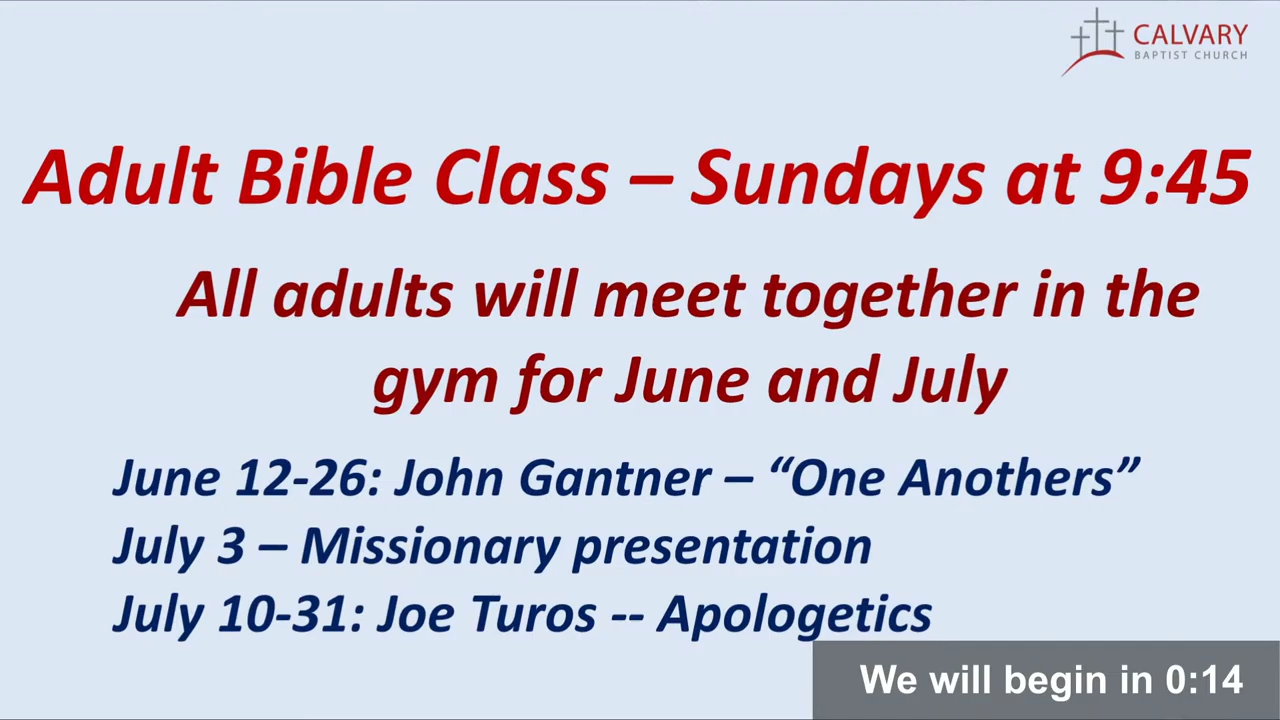 CALVARY
BAPTIST CHURCH
Adult Bible Class – Sundays at 9:45
All adults will meet together in the
gym for June and July
June 12-26: John Gantner – “One Anothers”
July 3 – Missionary presentation
July 10-31: Joe Turos -- Apologetics
We will begin in 0:14